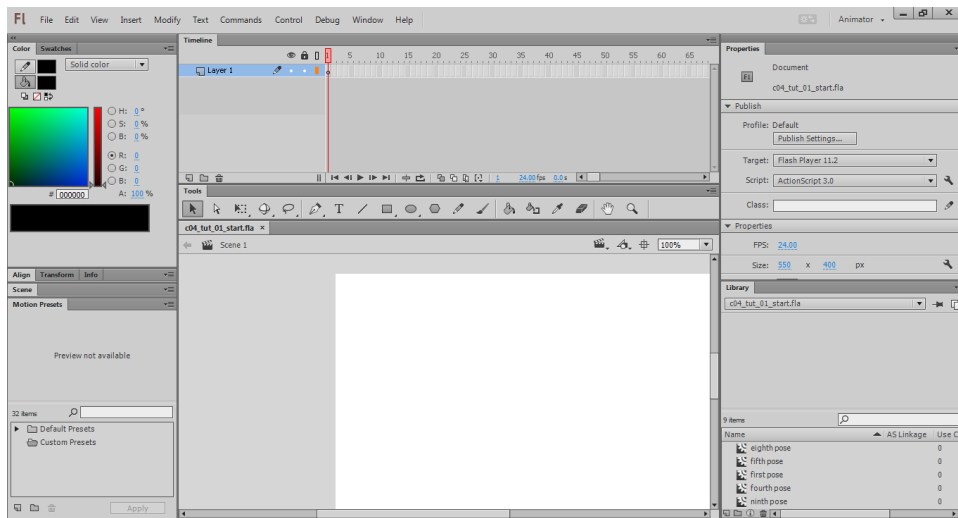 Fl File Edit View Insert Modify Text Commands Control Debug Window Help Animator
Color Swatches
Solid color
H: 0 °
S: 0 %
B: 0 %
R: 0
G: 0
B: 0
# 000000 A: 100 %
Align Transform Info
Scene
Motion Presets
Preview not available
32 items
Default Presets
Custom Presets
Apply
Timeline
1 5 10 15 20 25 30 35 40 45 50 55 60 65
Layer 1
1 24.00 fps 0.0 s
Tools
T
c04_tut_01_start.fla ×
Scene 1 100%
Properties
Fl Document
c04_tut_01_start.fla
Publish
Profile: Default
Publish Settings...
Target: Flash Player 11.2
Script: ActionScript 3.0
Class:
Properties
FPS: 24.00
Size: 550 x 400 px
Library
c04_tut_01_start.fla
9 items
Name AS Linkage Use C
eighth pose 0
fifth pose 0
first pose 0
fourth pose 0
ninth pose 0